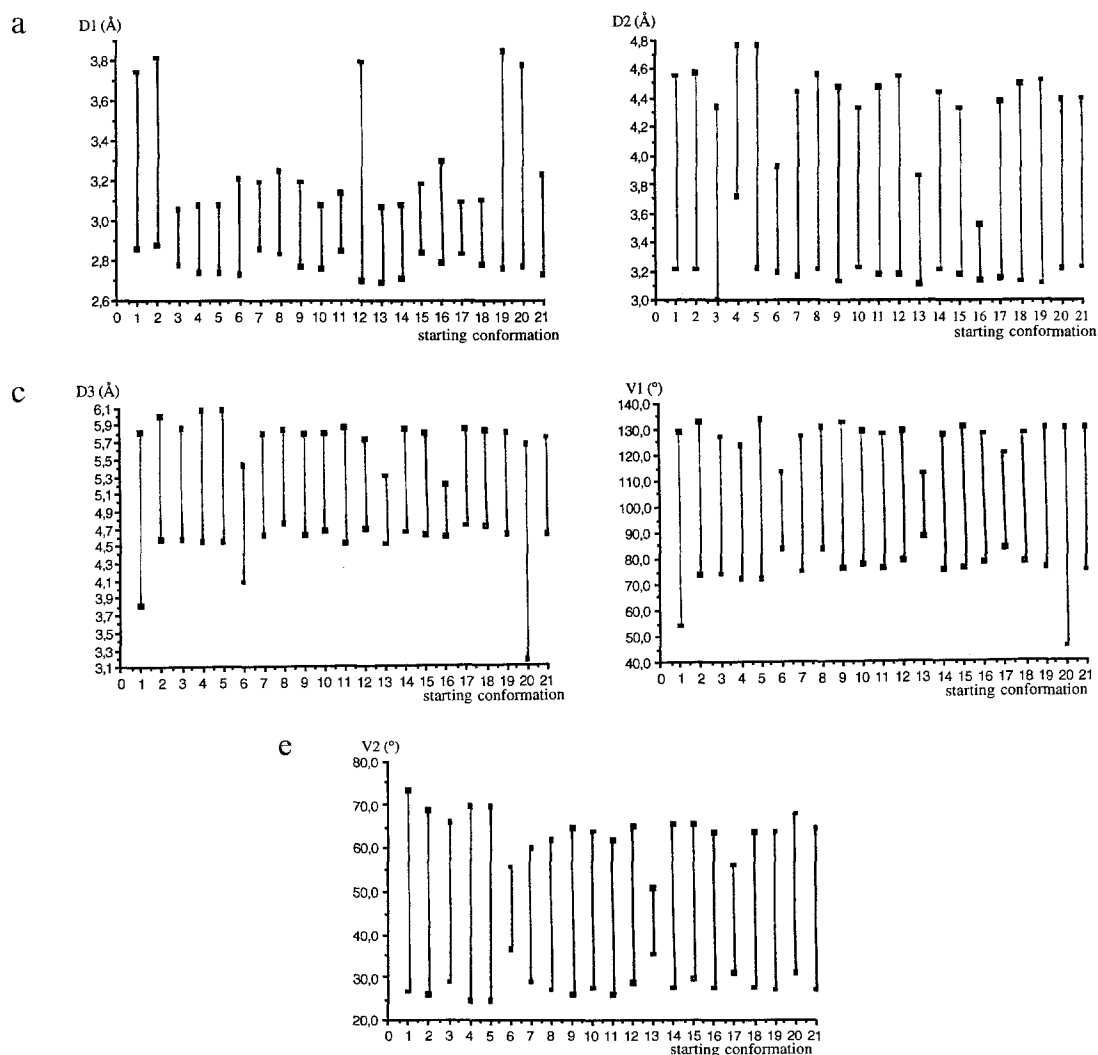 a
D1 (Å)
3,8
3,6
3,4
3,2
3,0
2,8
2,6
0 1 2 3 4 5 6 7 8 9 10 11 12 13 14 15 16 17 18 19 20 21
starting conformation
D2 (Å)
4,8
4,6
4,4
4,2
4,0
3,8
3,6
3,4
3,2
3,0
0 1 2 3 4 5 6 7 8 9 10 11 12 13 14 15 16 17 18 19 20 21
starting conformation
c
D3 (Å)
6,1
5,9
5,7
5,5
5,3
5,1
4,9
4,7
4,5
4,3
4,1
3,9
3,7
3,5
3,3
3,1
0 1 2 3 4 5 6 7 8 9 10 11 12 13 14 15 16 17 18 19 20 21
starting conformation
V1 (°)
140,0
130,0
120,0
110,0
100,0
90,0
80,0
70,0
60,0
50,0
40,0
0 1 2 3 4 5 6 7 8 9 10 11 12 13 14 15 16 17 18 19 20 21
starting conformation
e
V2 (°)
80,0
70,0
60,0
50,0
40,0
30,0
20,0
0 1 2 3 4 5 6 7 8 9 10 11 12 13 14 15 16 17 18 19 20 21
starting conformation